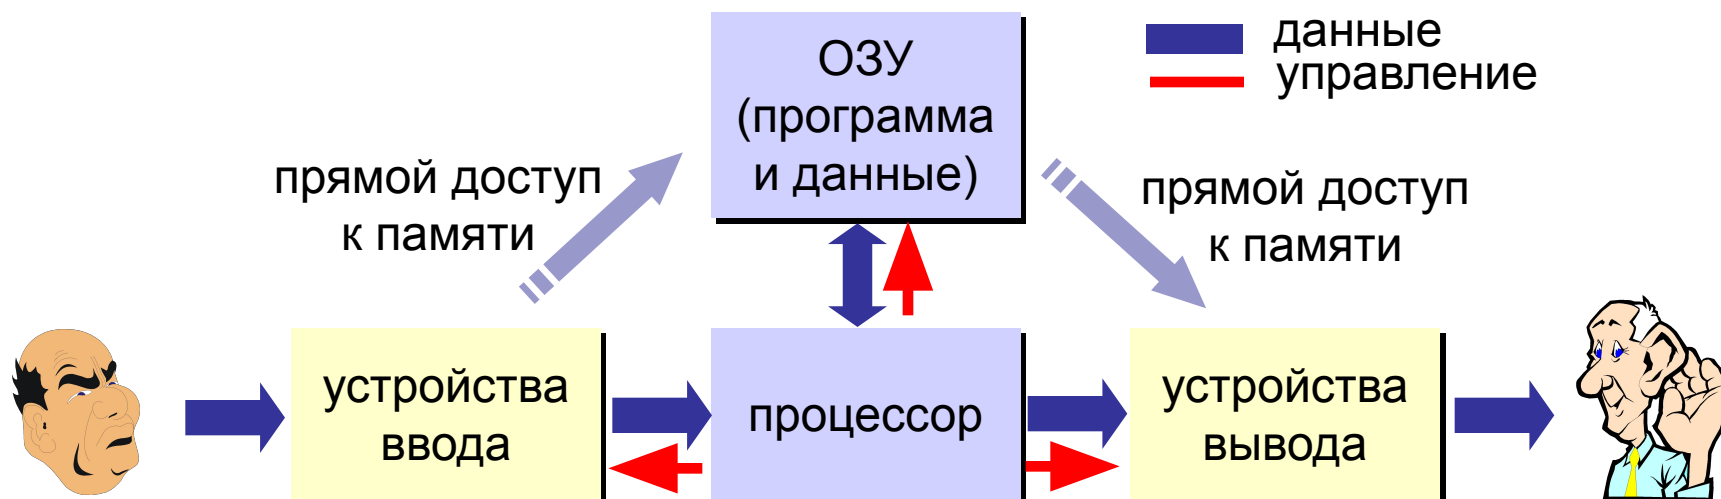 ОЗУ
(программа
и данные)
данные
управление
прямой доступ
к памяти
прямой доступ
к памяти
устройства
ввода
процессор
устройства
вывода